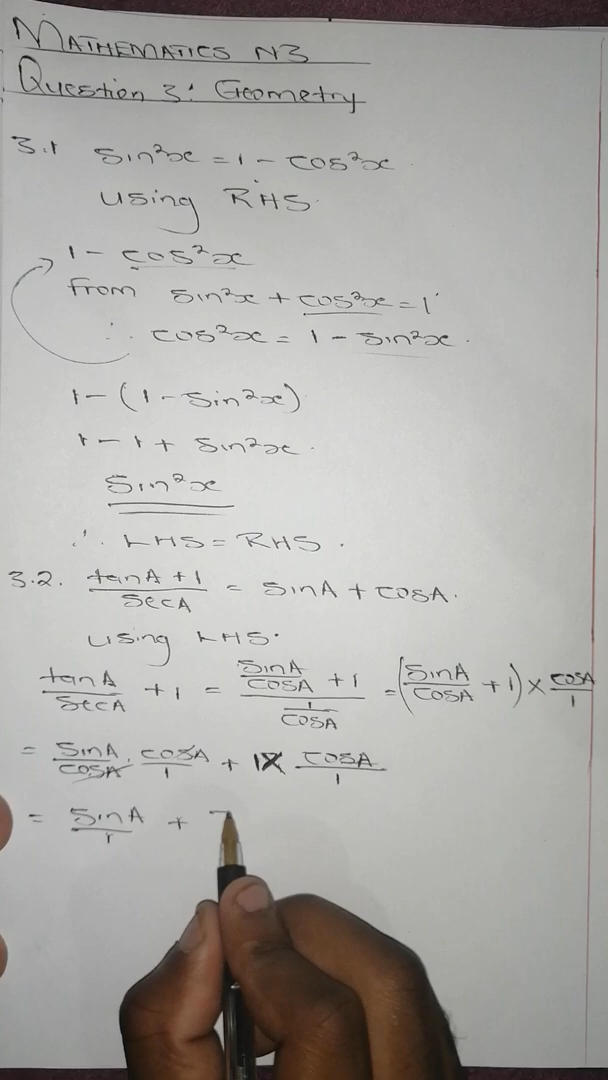 MATHEMATICS N3
Question 3: Geometry
3.1 sin²x = 1 - cos²x
using RHS.
1 - cos²x
from sin²x + cos²x = 1
∴ cos²x = 1 - sin²x.
1 - (1 - sin²x)
1 - 1 + sin²x.
sin²x
∴ LHS = RHS.
3.2. (tanA + 1)/secA = sinA + cosA.
using LHS.
tanA/secA + 1 = (sinA/cosA + 1)/(1/cosA) = (sinA/cosA + 1) × cosA/1
= sinA/cosA · cosA/1 + 1 × cosA/1
= sinA/1 +